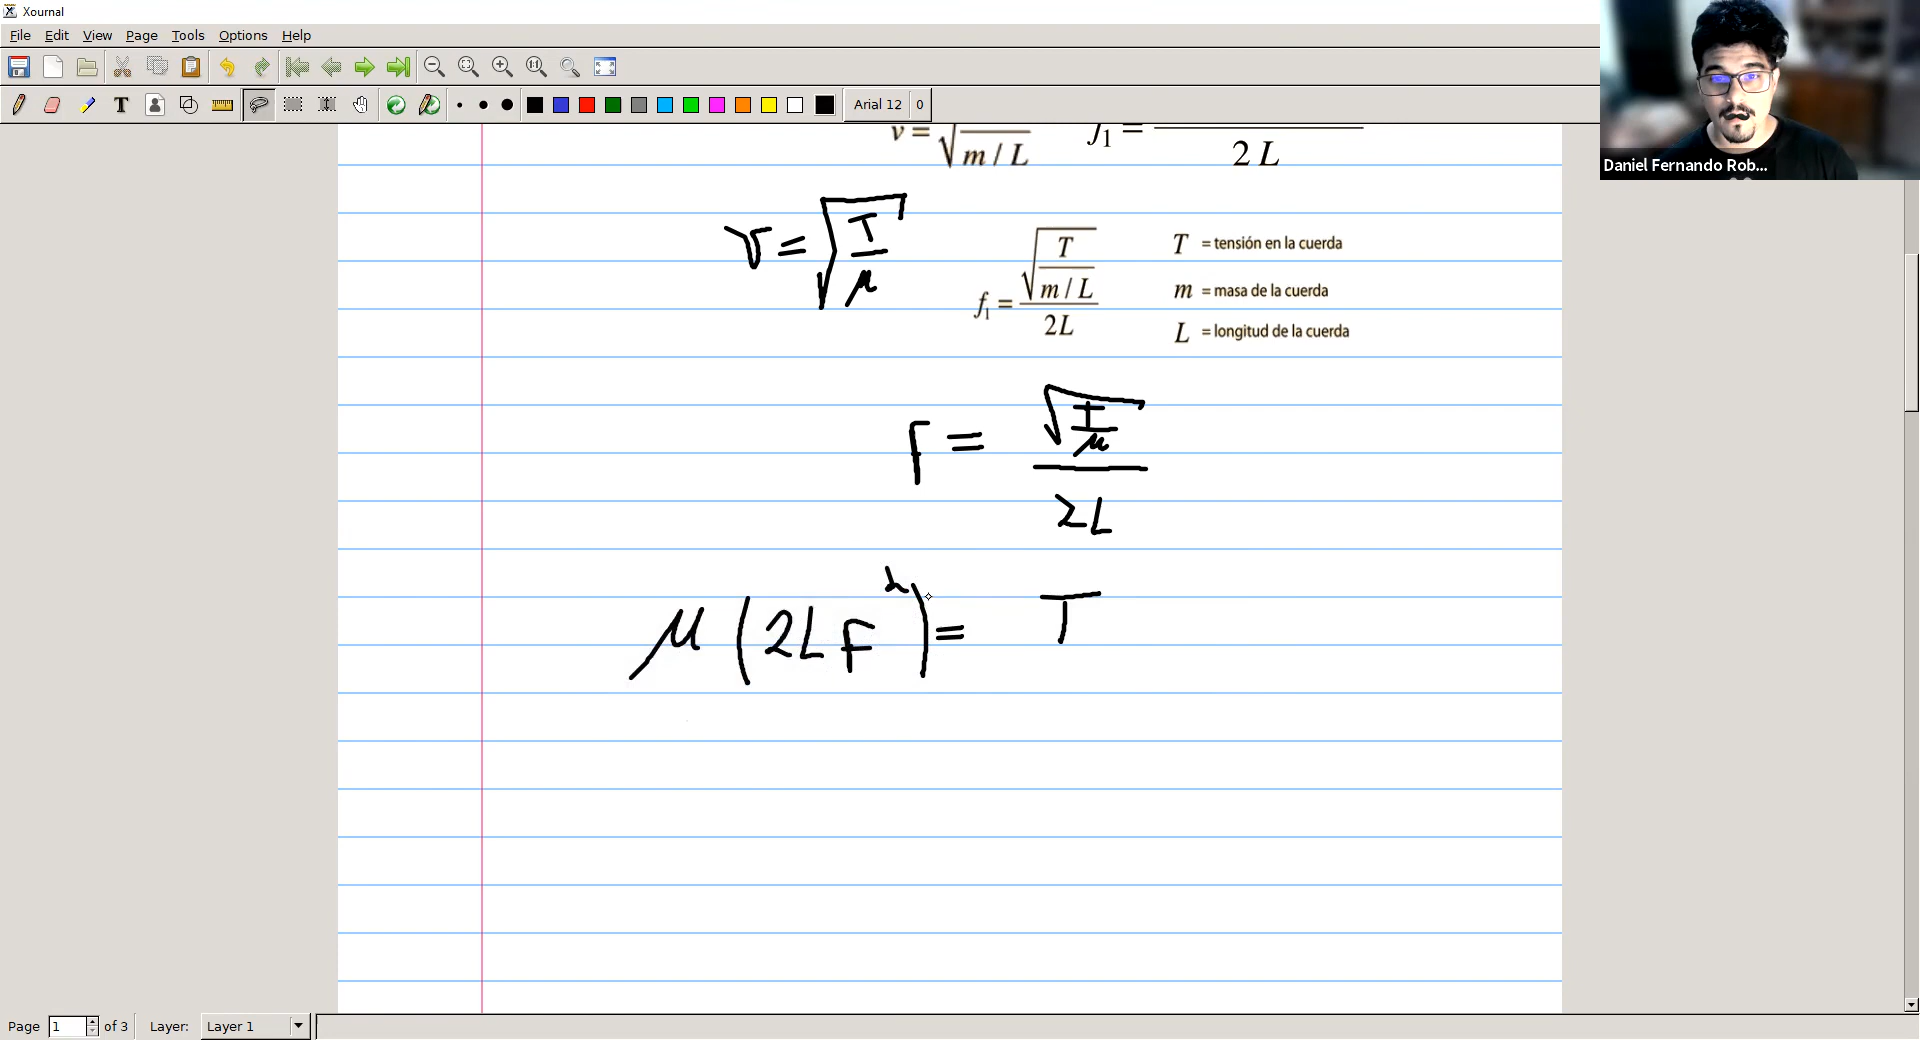 Xournal
File Edit View Page Tools Options Help
Arial 12 0
Daniel Fernando Rob...
v = √ m / L f₁ = 2 L
v = √ T / μ
f₁ = √ T / m / L / 2L
T = tensión en la cuerda
m = masa de la cuerda
L = longitud de la cuerda
F = √ T / μ / 2L
μ (2LF²) = T
Page 1 of 3 Layer: Layer 1